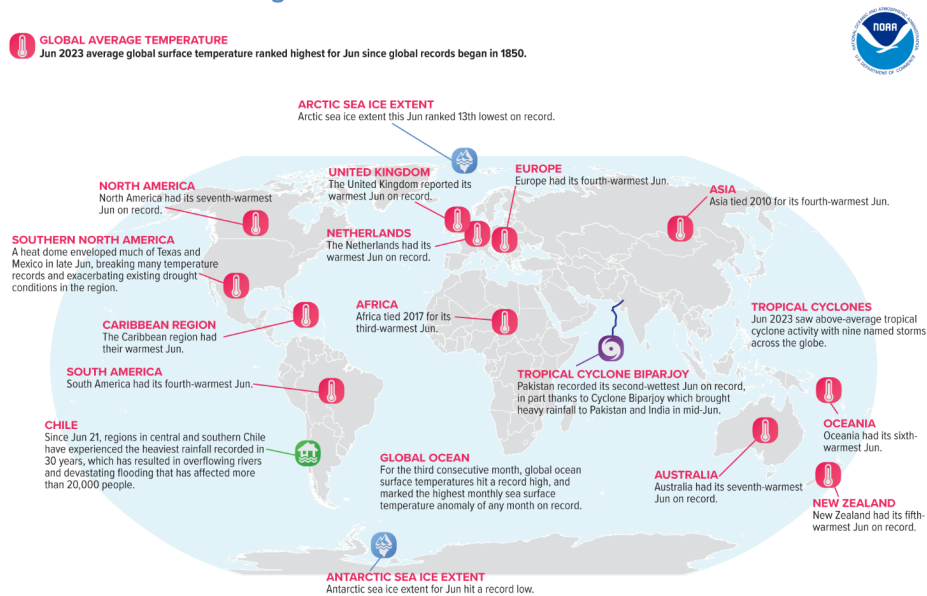 GLOBAL AVERAGE TEMPERATURE
Jun 2023 average global surface temperature ranked highest for Jun since global records began in 1850.
NOAA
NATIONAL OCEANIC AND ATMOSPHERIC ADMINISTRATION
U.S. DEPARTMENT OF COMMERCE
ARCTIC SEA ICE EXTENT
Arctic sea ice extent this Jun ranked 13th lowest on record.
UNITED KINGDOM
The United Kingdom reported its
warmest Jun on record.
EUROPE
Europe had its fourth-warmest Jun.
NORTH AMERICA
North America had its seventh-warmest
Jun on record.
ASIA
Asia tied 2010 for its fourth-warmest Jun.
SOUTHERN NORTH AMERICA
A heat dome enveloped much of Texas and
Mexico in late Jun, breaking many temperature
records and exacerbating existing drought
conditions in the region.
NETHERLANDS
The Netherlands had its
warmest Jun on record.
AFRICA
Africa tied 2017 for its
third-warmest Jun.
TROPICAL CYCLONES
Jun 2023 saw above-average tropical
cyclone activity with nine named storms
across the globe.
CARIBBEAN REGION
The Caribbean region had
their warmest Jun.
SOUTH AMERICA
South America had its fourth-warmest Jun.
TROPICAL CYCLONE BIPARJOY
Pakistan recorded its second-wettest Jun on record,
in part thanks to Cyclone Biparjoy which brought
heavy rainfall to Pakistan and India in mid-Jun.
CHILE
Since Jun 21, regions in central and southern Chile
have experienced the heaviest rainfall recorded in
30 years, which has resulted in overflowing rivers
and devastating flooding that has affected more
than 20,000 people.
OCEANIA
Oceania had its sixth-
warmest Jun.
GLOBAL OCEAN
For the third consecutive month, global ocean
surface temperatures hit a record high, and
marked the highest monthly sea surface
temperature anomaly of any month on record.
AUSTRALIA
Australia had its seventh-warmest
Jun on record.
NEW ZEALAND
New Zealand had its fifth-
warmest Jun on record.
ANTARCTIC SEA ICE EXTENT
Antarctic sea ice extent for Jun hit a record low.